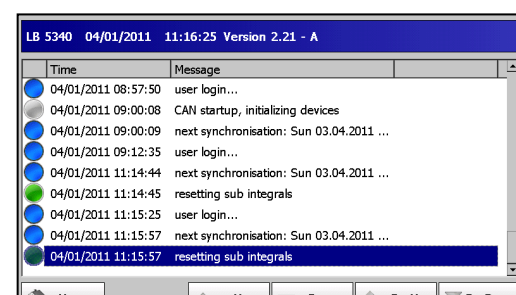 LB 5340 04/01/2011 11:16:25 Version 2.21 - A
Time Message
04/01/2011 08:57:50 user login...
04/01/2011 09:00:08 CAN startup, initializing devices
04/01/2011 09:00:09 next synchronisation: Sun 03.04.2011 ...
04/01/2011 09:12:35 user login...
04/01/2011 11:14:44 next synchronisation: Sun 03.04.2011 ...
04/01/2011 11:14:45 resetting sub integrals
04/01/2011 11:15:25 user login...
04/01/2011 11:15:57 next synchronisation: Sun 03.04.2011 ...
04/01/2011 11:15:57 resetting sub integrals